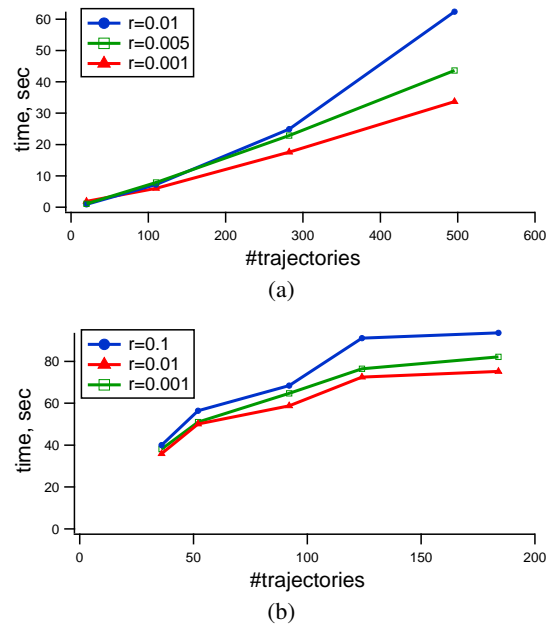 r=0.01
r=0.005
r=0.001
time, sec
60
50
40
30
20
10
0
0 100 200 300 400 500 600
#trajectories
(a)
r=0.1
r=0.01
r=0.001
time, sec
80
60
40
20
0
0 50 100 150 200
#trajectories
(b)